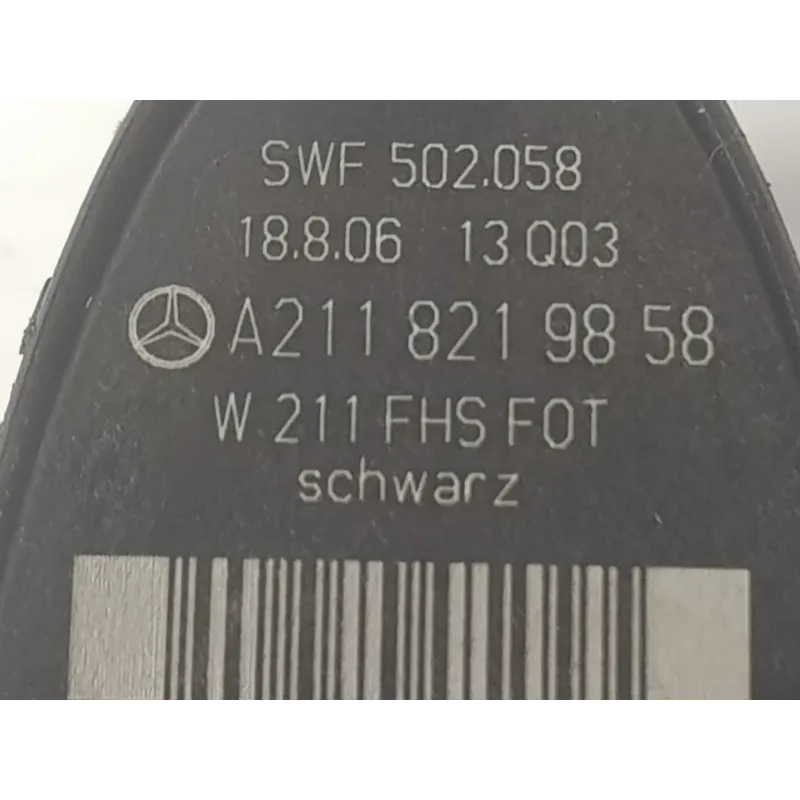 SWF 502.058
18.8.06 13 Q03
A211 821 98 58
W 211 FHS FOT
schwarz